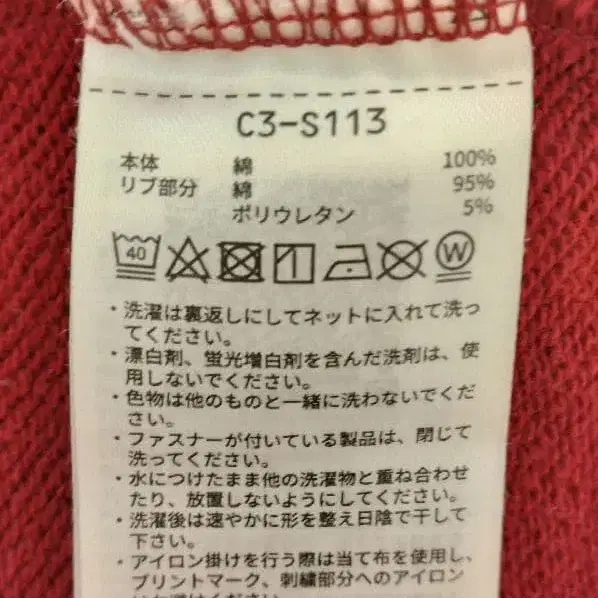 C3-S113
本体 綿 100%
リブ部分 綿 95%
ポリウレタン 5%
40 W
・洗濯は裏返しにしてネットに入れて洗っ
てください。
・漂白剤、蛍光増白剤を含んだ洗剤は、使
用しないでください。
・色物は他のものと一緒に洗わないでくだ
さい。
・ファスナーが付いている製品は、閉じて
洗ってください。
・水につけたまま他の洗濯物と重ね合わせ
たり、放置しないようにしてください。
・洗濯後は速やかに形を整え日陰で干して
下さい。
・アイロン掛けを行う際は当て布を使用し、
プリントマーク、刺繍部分へのアイロン